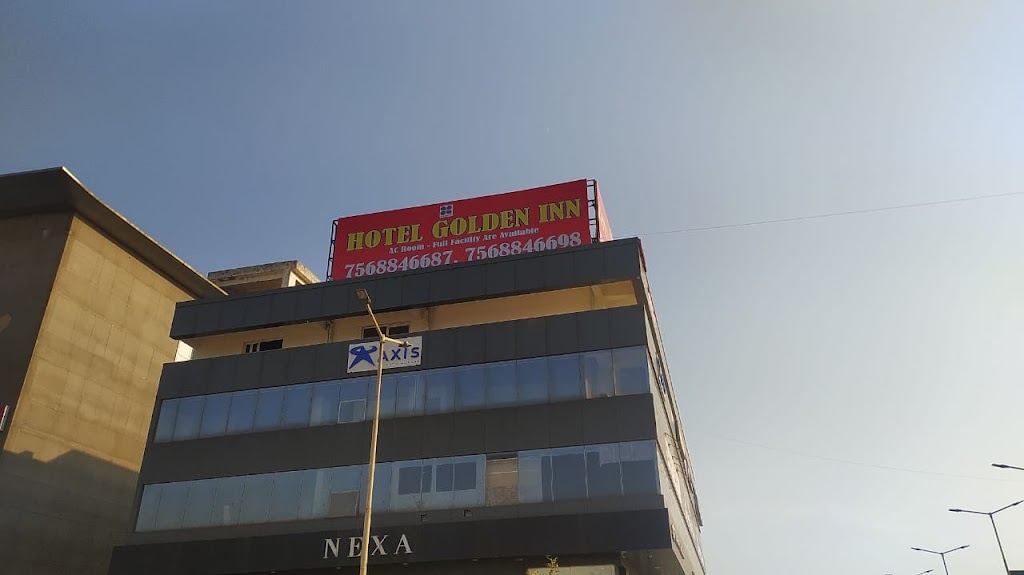 HOTEL GOLDEN INN
AC Room - Full Facility Are Available
7568846687, 7568846698
AXIS
NEXA